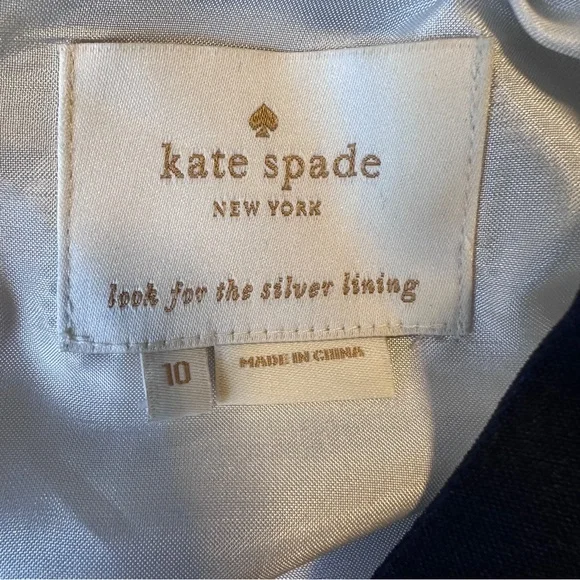 kate spade
NEW YORK
look for the silver lining
10
MADE IN CHINA